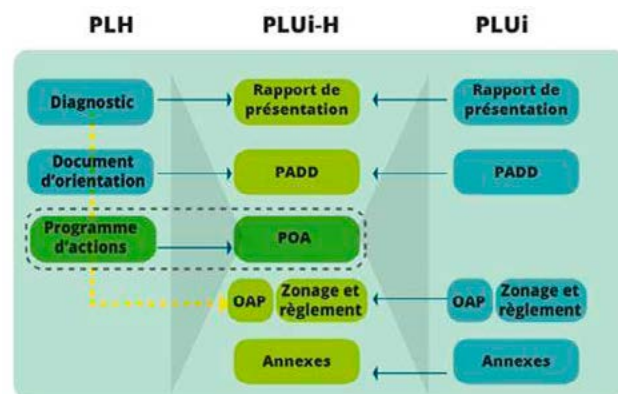 PLH PLUi-H PLUi
Diagnostic
Rapport de
présentation
Rapport de
présentation
Document
d'orientation
PADD
PADD
Programme
d'actions
POA
OAP
Zonage et
règlement
OAP
Zonage et
règlement
Annexes
Annexes